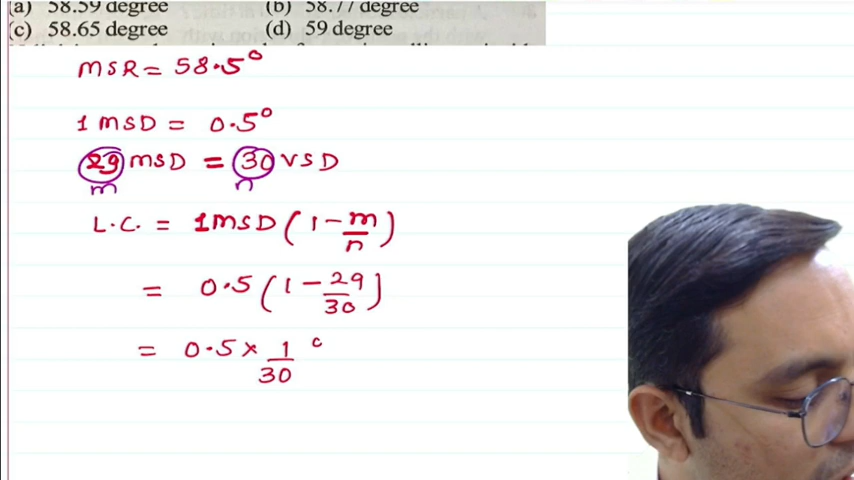 (a) 58.59 degree (b) 58.77 degree
(c) 58.65 degree (d) 59 degree
MSR = 58.5°
1 MSD = 0.5°
29 MSD = 30 VSD
m n
L.C. = 1MSD (1 - m/n)
= 0.5 (1 - 29/30)
= 0.5 × 1/30 °